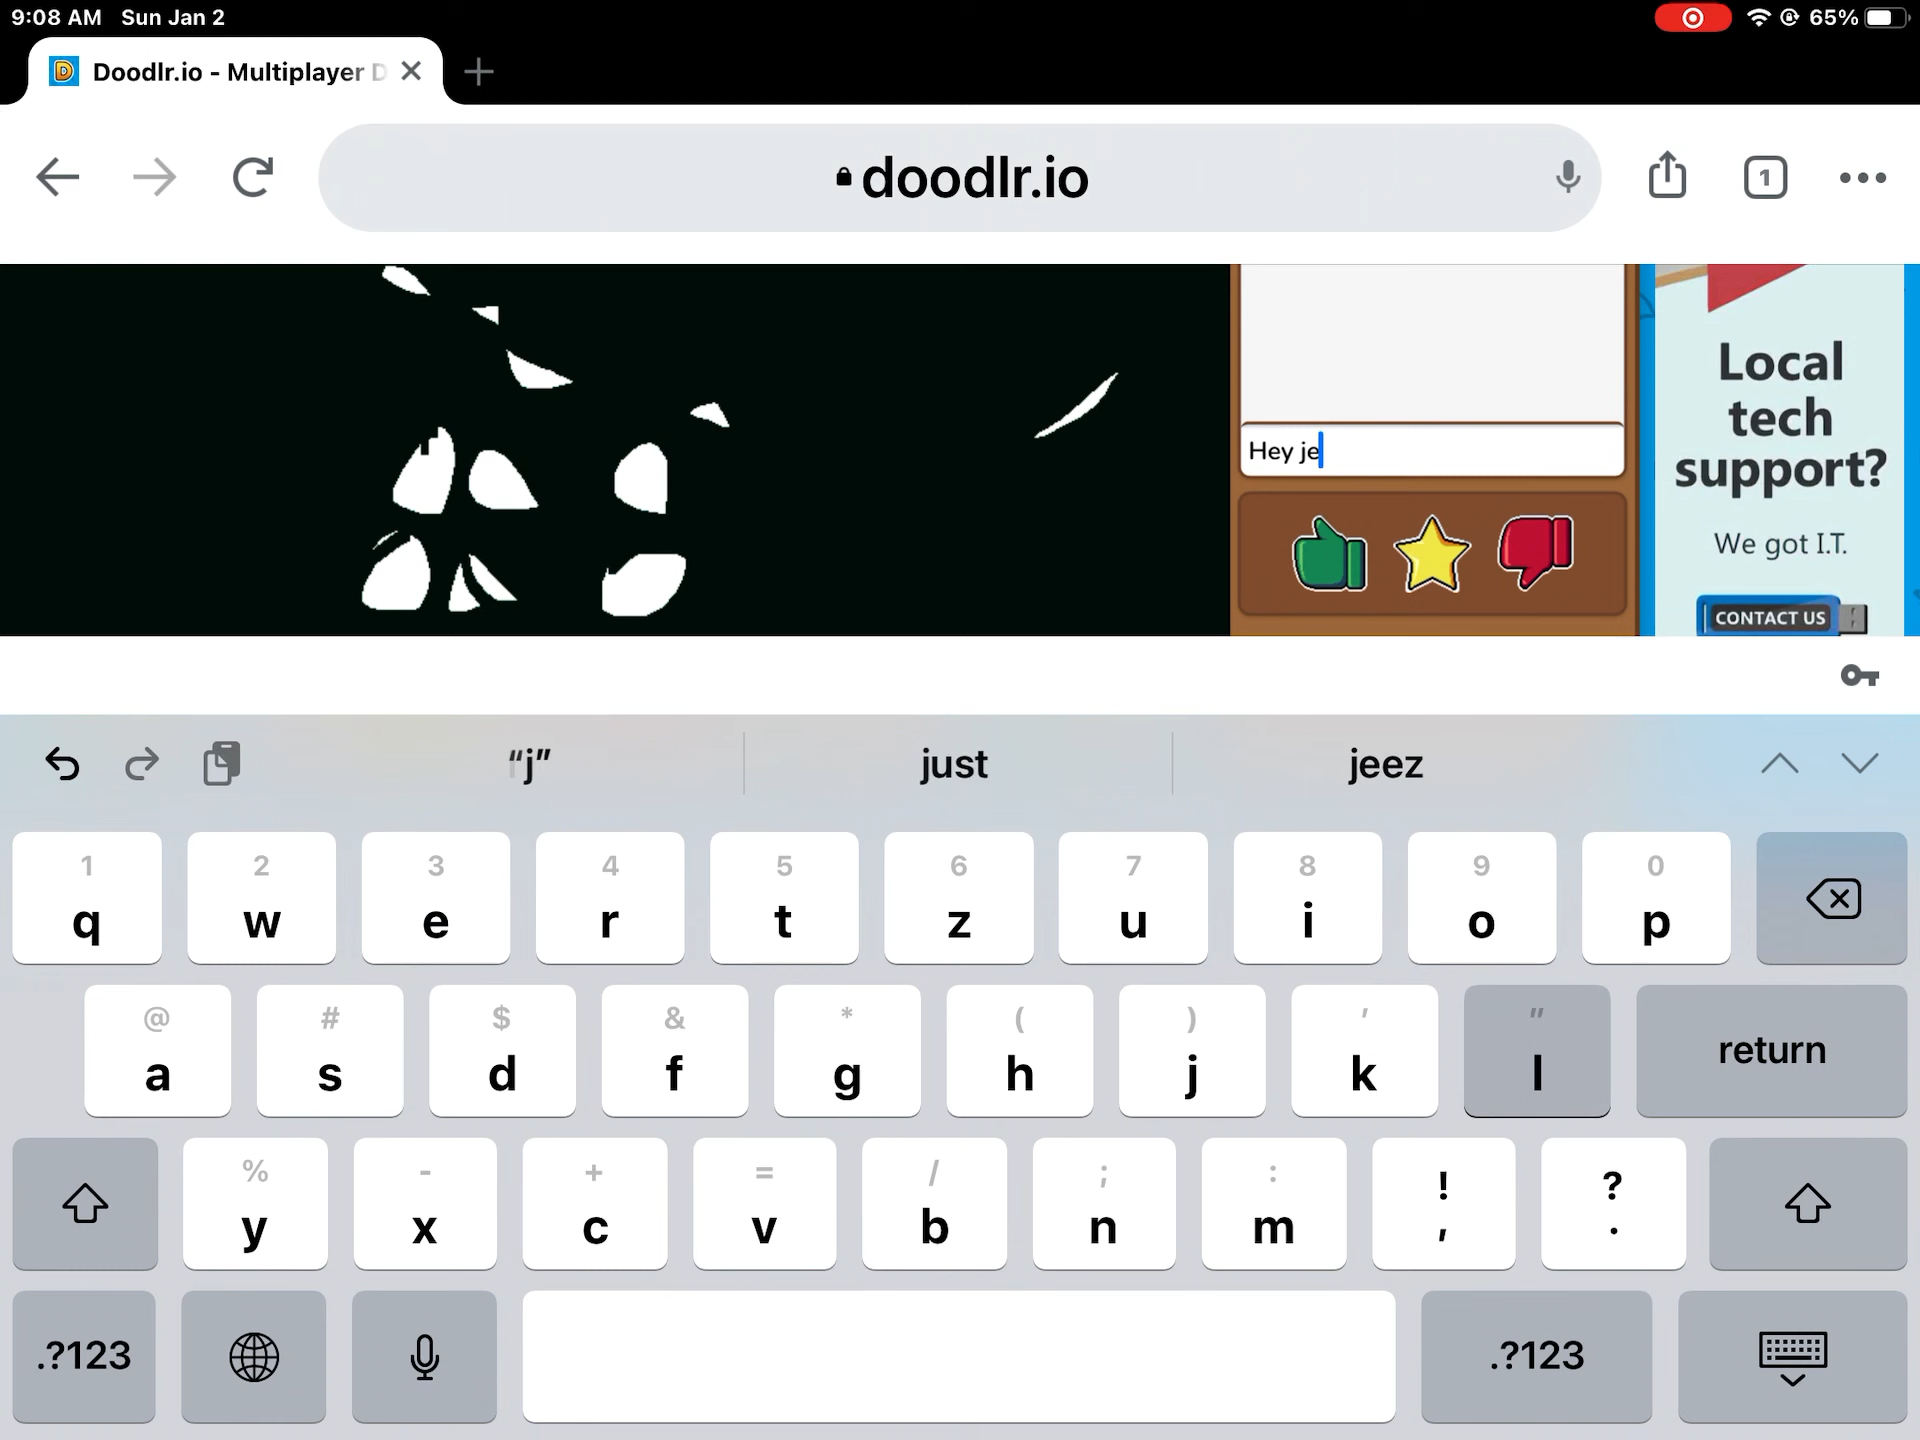 9:08 AM Sun Jan 2
65%
Doodlr.io - Multiplayer D
doodlr.io
1
Hey je
Local
tech
support?
We got I.T.
CONTACT US
“j” just jeez
1 2 3 4 5 6 7 8 9 0
q w e r t z u i o p
@ # $ & * ( ) ' "
a s d f g h j k l return
% - + = / ; : ! ?
y x c v b n m , .
.?123 .?123